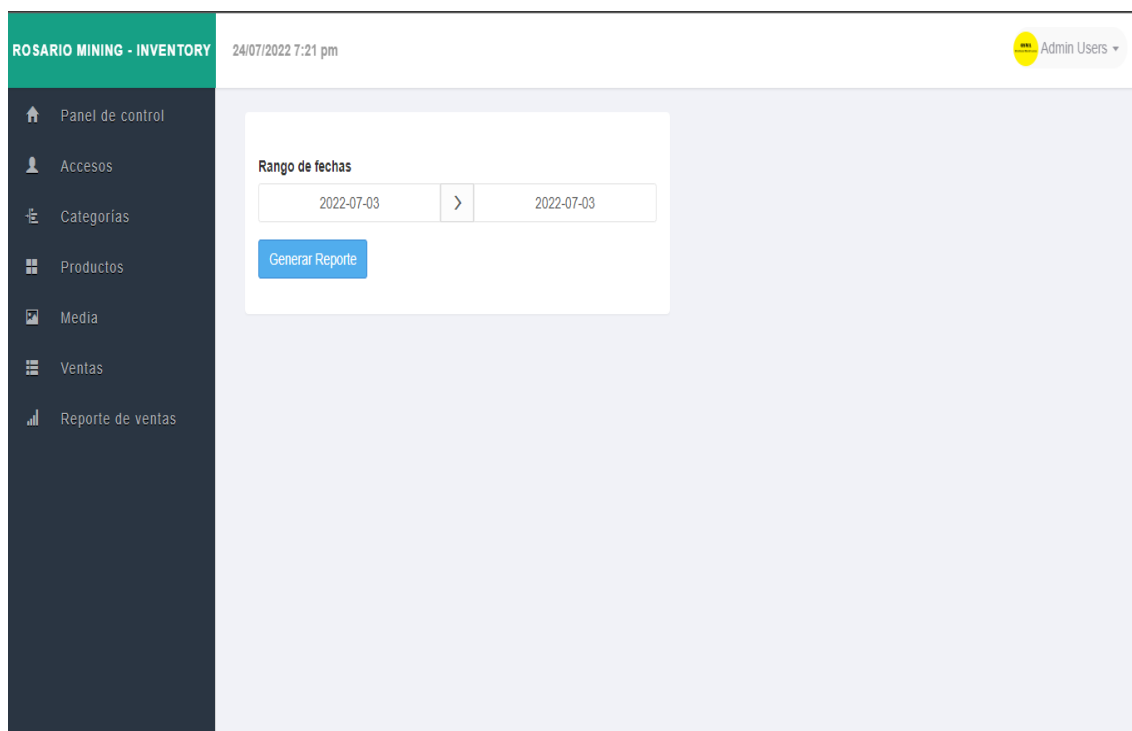 ROSARIO MINING - INVENTORY
24/07/2022 7:21 pm
Admin Users
Panel de control
Accesos
Categorías
Productos
Media
Ventas
Reporte de ventas
Rango de fechas
2022-07-03
2022-07-03
Generar Reporte